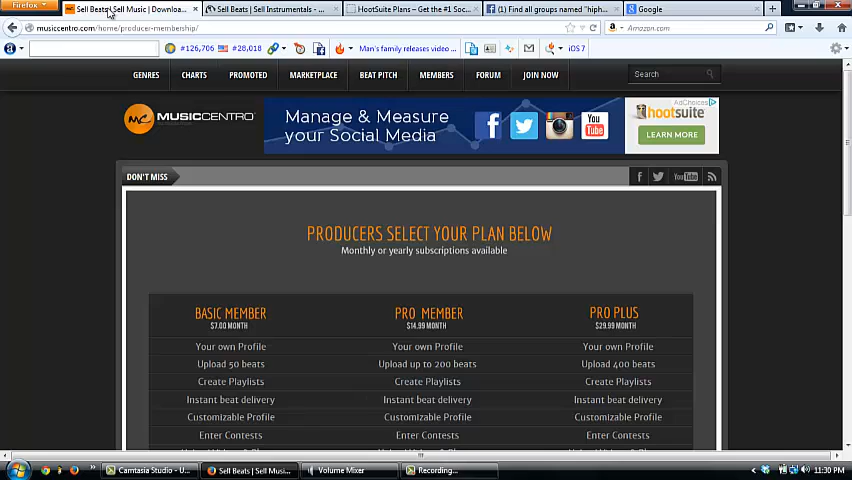 Firefox
Sell Beats| Sell Music | Downloa...
Sell Beats | Sell Instrumentals - ...
HootSuite Plans – Get the #1 Soc...
(1) Find all groups named "hiph...
Google
musiccentro.com/home/producer-membership/
Amazon.com
#126,706
#28,018
Man's family releases video ...
iOS7
GENRES
CHARTS
PROMOTED
MARKETPLACE
BEAT PITCH
MEMBERS
FORUM
JOIN NOW
Search
MUSICCENTRO
Manage & Measure
your Social Media
You
Tube
AdChoices
hootsuite
LEARN MORE
DON'T MISS
You Tube
PRODUCERS SELECT YOUR PLAN BELOW
Monthly or yearly subscriptions available
BASIC MEMBER
$7.00 MONTH
PRO MEMBER
$14.99 MONTH
PRO PLUS
$29.99 MONTH
Your own Profile
Your own Profile
Your own Profile
Upload 50 beats
Upload up to 200 beats
Upload 400 beats
Create Playlists
Create Playlists
Create Playlists
Instant beat delivery
Instant beat delivery
Instant beat delivery
Customizable Profile
Customizable Profile
Customizable Profile
Enter Contests
Enter Contests
Enter Contests
Camtasia Studio - U...
Sell Beats | Sell Musi...
Volume Mixer
Recording...
11:30 PM